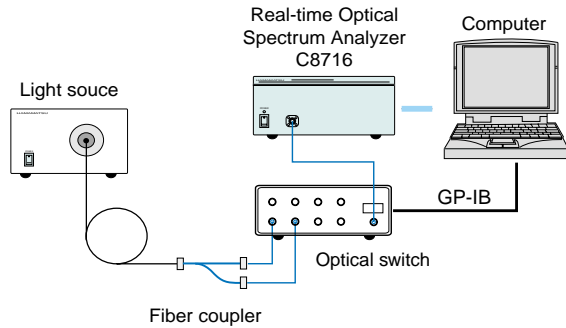 Real-time Optical
Spectrum Analyzer
C8716
Computer
Light souce
GP-IB
Optical switch
Fiber coupler